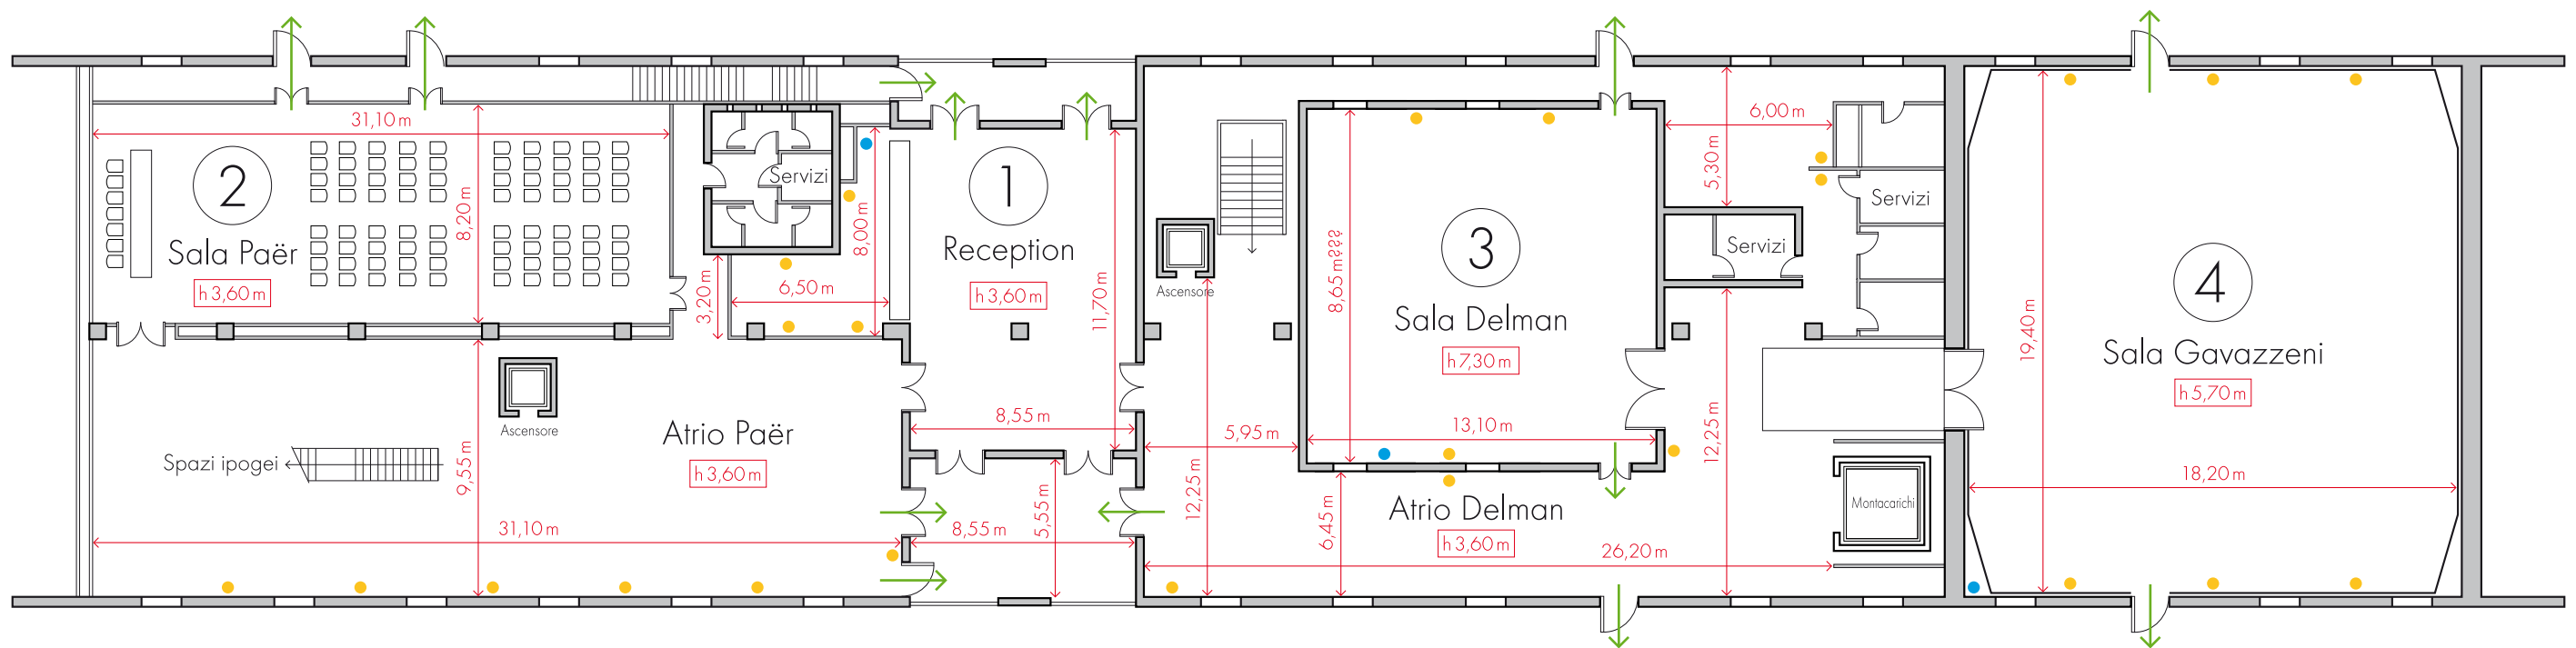 31,10 m
2
Sala Paër
h 3,60 m
8,20 m
Servizi
3,20 m
6,50 m
8,00 m
1
Reception
h 3,60 m
11,70 m
8,55 m
Ascensore
Spazi ipogei
9,55 m
Atrio Paër
h 3,60 m
31,10 m
8,55 m
5,55 m
Ascensore
5,95 m
12,25 m
8,65 m???
3
Sala Delman
h 7,30 m
13,10 m
6,45 m
Atrio Delman
h 3,60 m
26,20 m
5,30 m
6,00 m
Servizi
Servizi
12,25 m
Montacarichi
19,40 m
4
Sala Gavazzeni
h 5,70 m
18,20 m